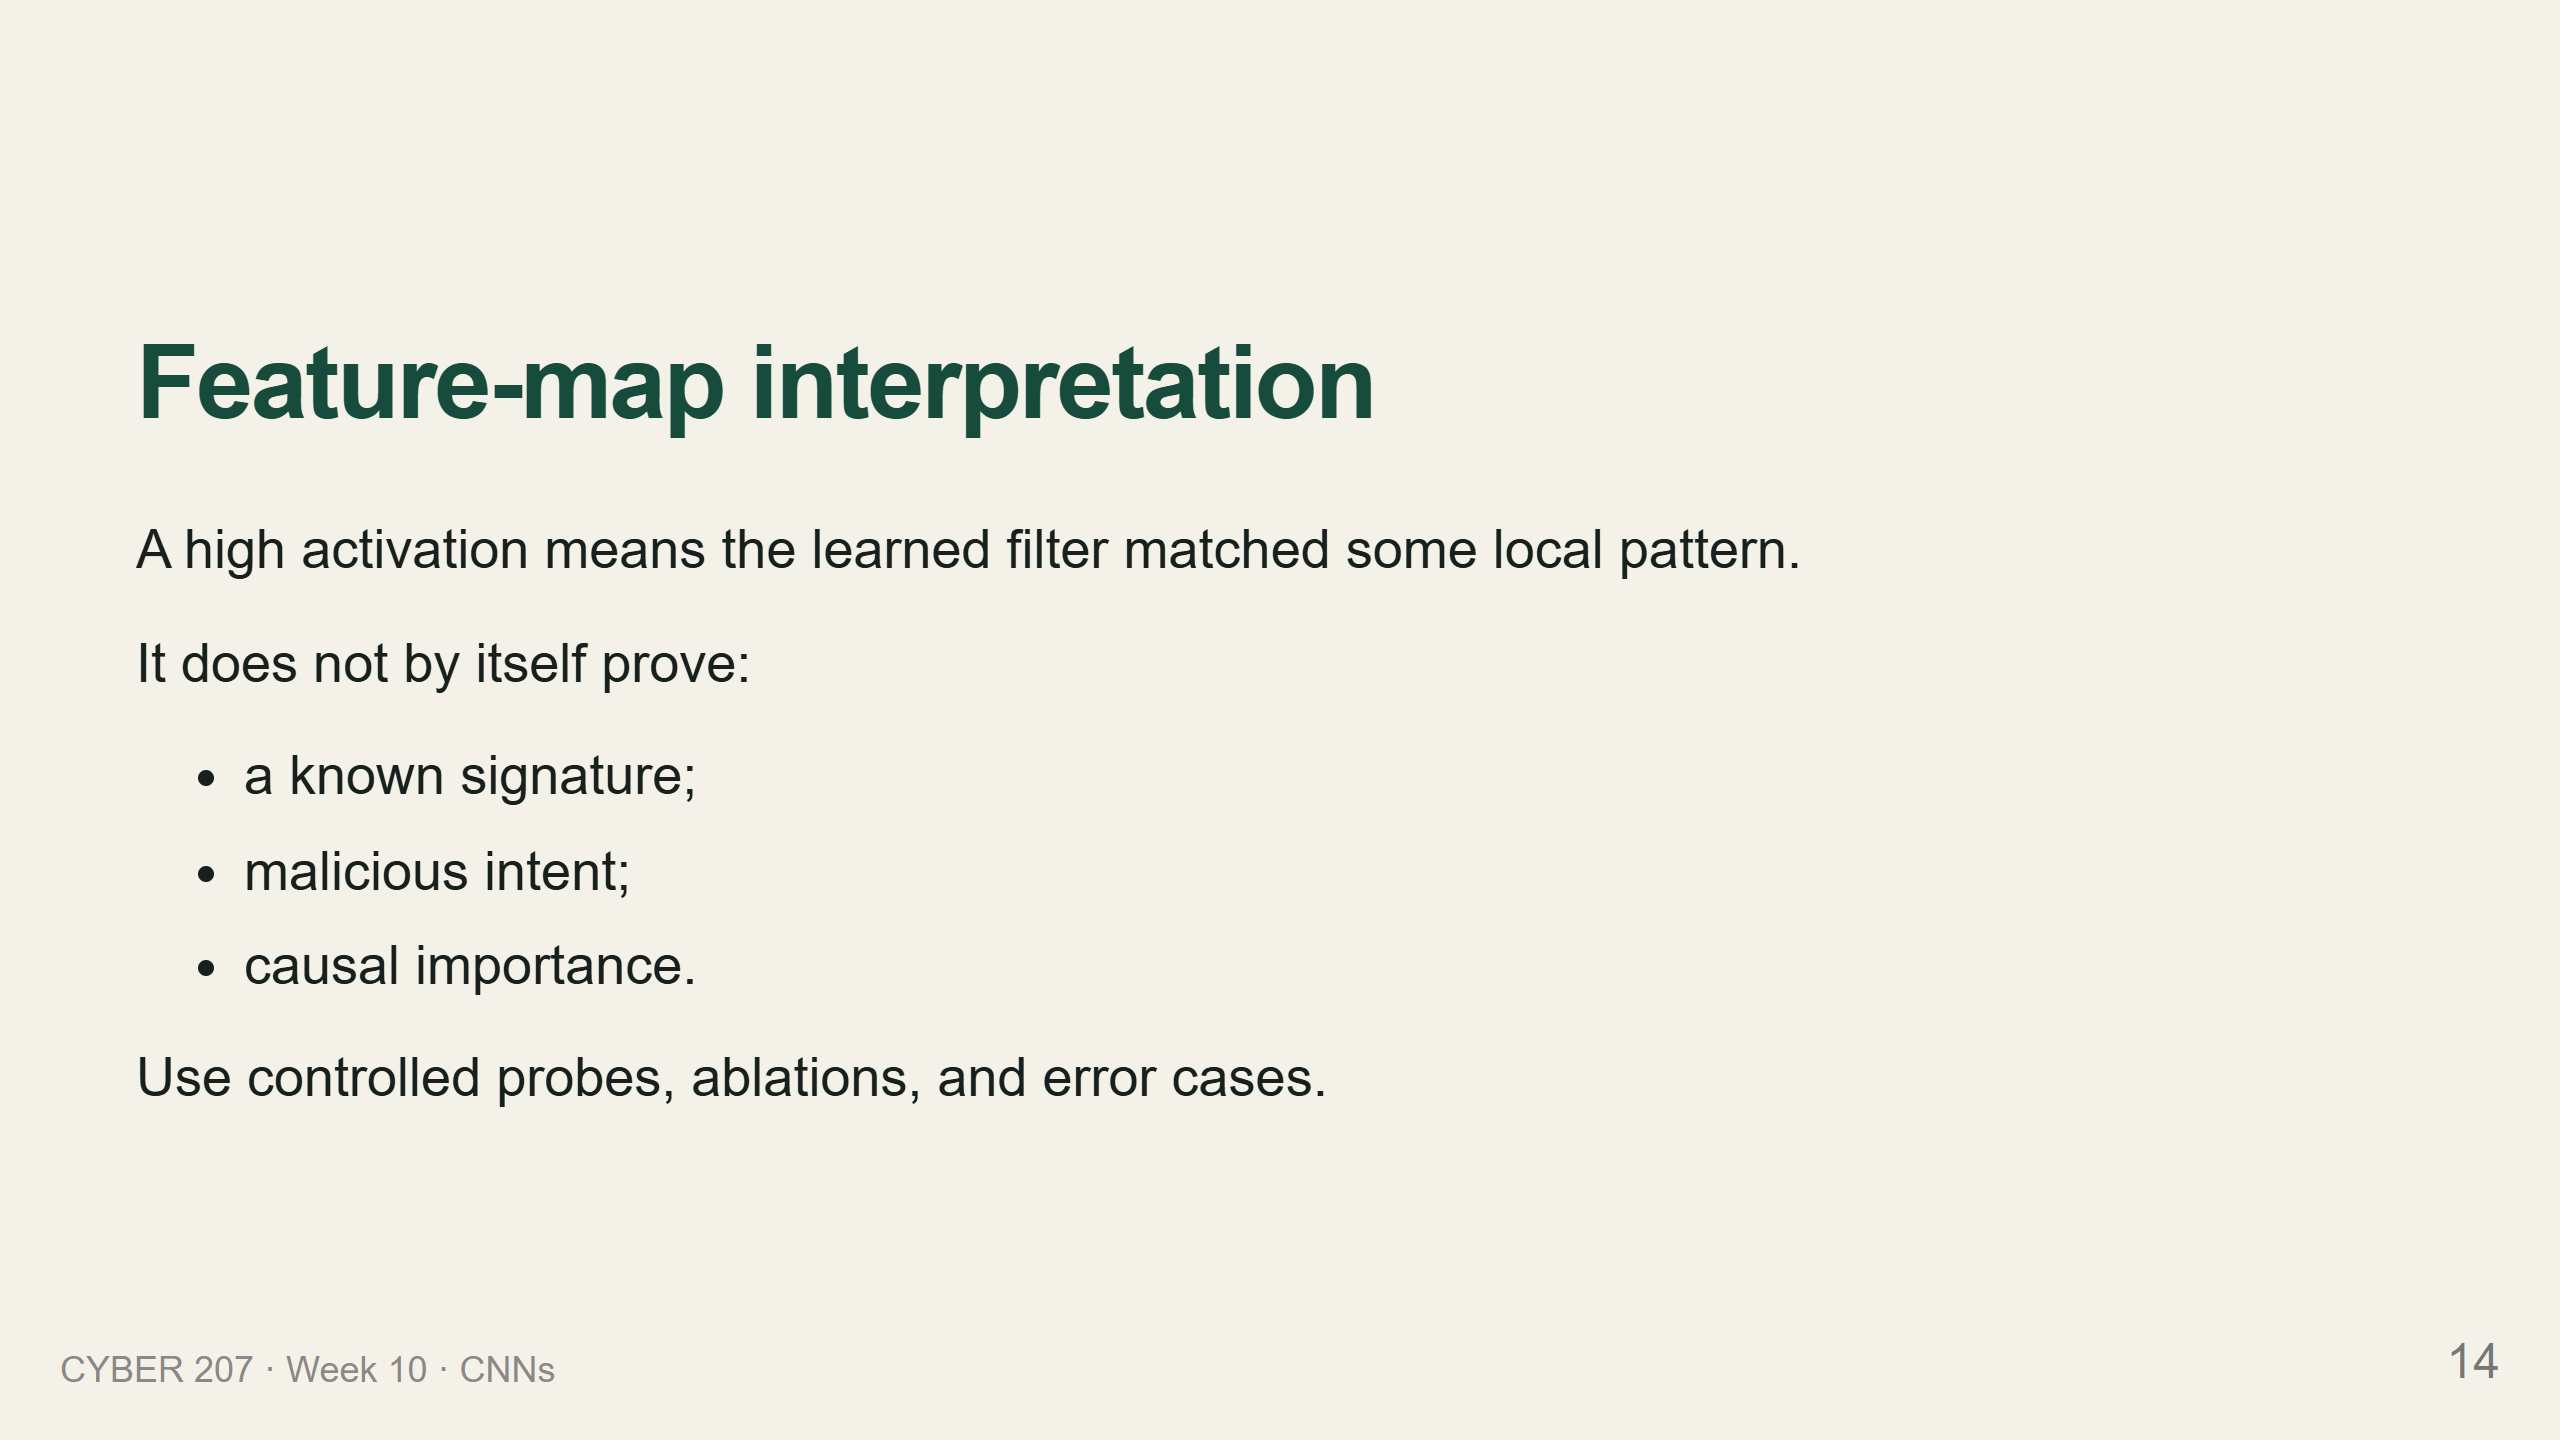 Feature-map interpretation
A high activation means the learned filter matched some local pattern.
It does not by itself prove:
• a known signature;
• malicious intent;
• causal importance.
Use controlled probes, ablations, and error cases.
CYBER 207 · Week 10 · CNNs
14